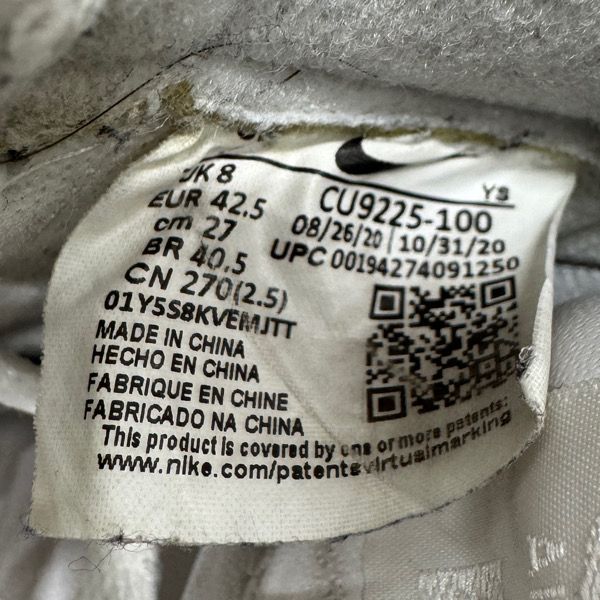 UK 8
YS
EUR 42.5
CU9225-100
cm 27
08/26/20 | 10/31/20
BR 40.5
UPC 00194274091250
CN 270(2.5)
01Y5S8KVEMJTT
MADE IN CHINA
HECHO EN CHINA
FABRIQUE EN CHINE
FABRICADO NA CHINA
This product is covered by one or more patents:
www.nike.com/patentsvirtualmarking